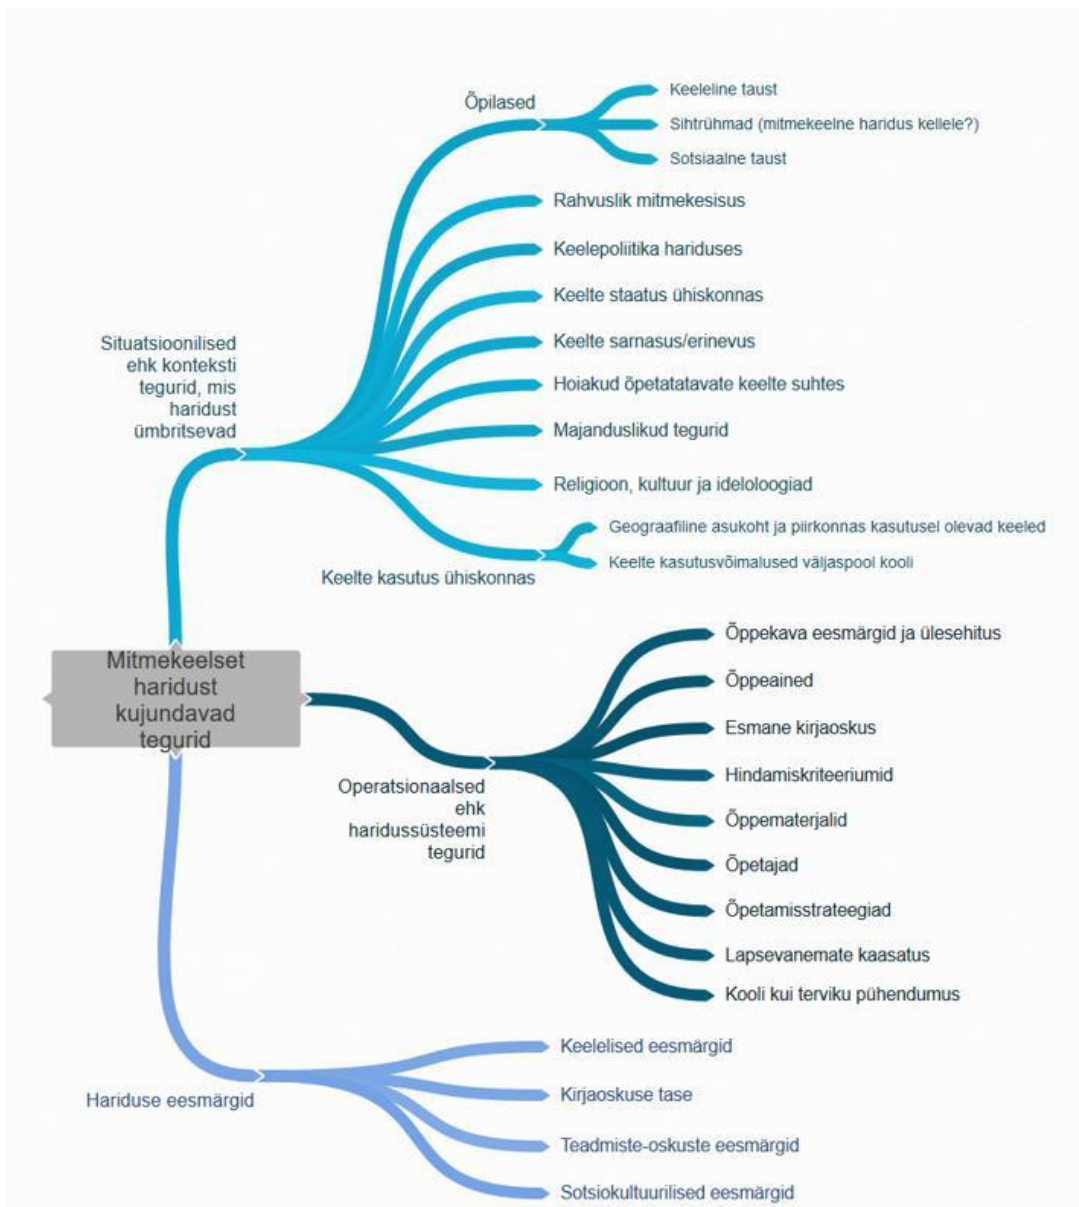 Õpilased
Keeleline taust
Sihtrühmad (mitmekeelne haridus kellele?)
Sotsiaalne taust
Rahvuslik mitmekesisus
Keelepoliitika hariduses
Keelte staatus ühiskonnas
Keelte sarnasus/erinevus
Hoiakud õpetatatavate keelte suhtes
Majanduslikud tegurid
Religioon, kultuur ja ideloologiad
Situatsioonilised
ehk konteksti
tegurid, mis
haridust
ümbritsevad
Keelte kasutus ühiskonnas
Geograafiline asukoht ja piirkonnas kasutusel olevad keeled
Keelte kasutusvõimalused väljaspool kooli
Mitmekeelset
haridust
kujundavad
tegurid
Operatsionaalsed
ehk
haridussüsteemi
tegurid
Õppekava eesmärgid ja ülesehitus
Õppeained
Esmane kirjaoskus
Hindamiskriteeriumid
Õppematerjalid
Õpetajad
Õpetamisstrateegiad
Lapsevanemate kaasatus
Kooli kui terviku pühendumus
Hariduse eesmärgid
Keelelised eesmärgid
Kirjaoskuse tase
Teadmiste-oskuste eesmärgid
Sotsiokultuurilised eesmärgid